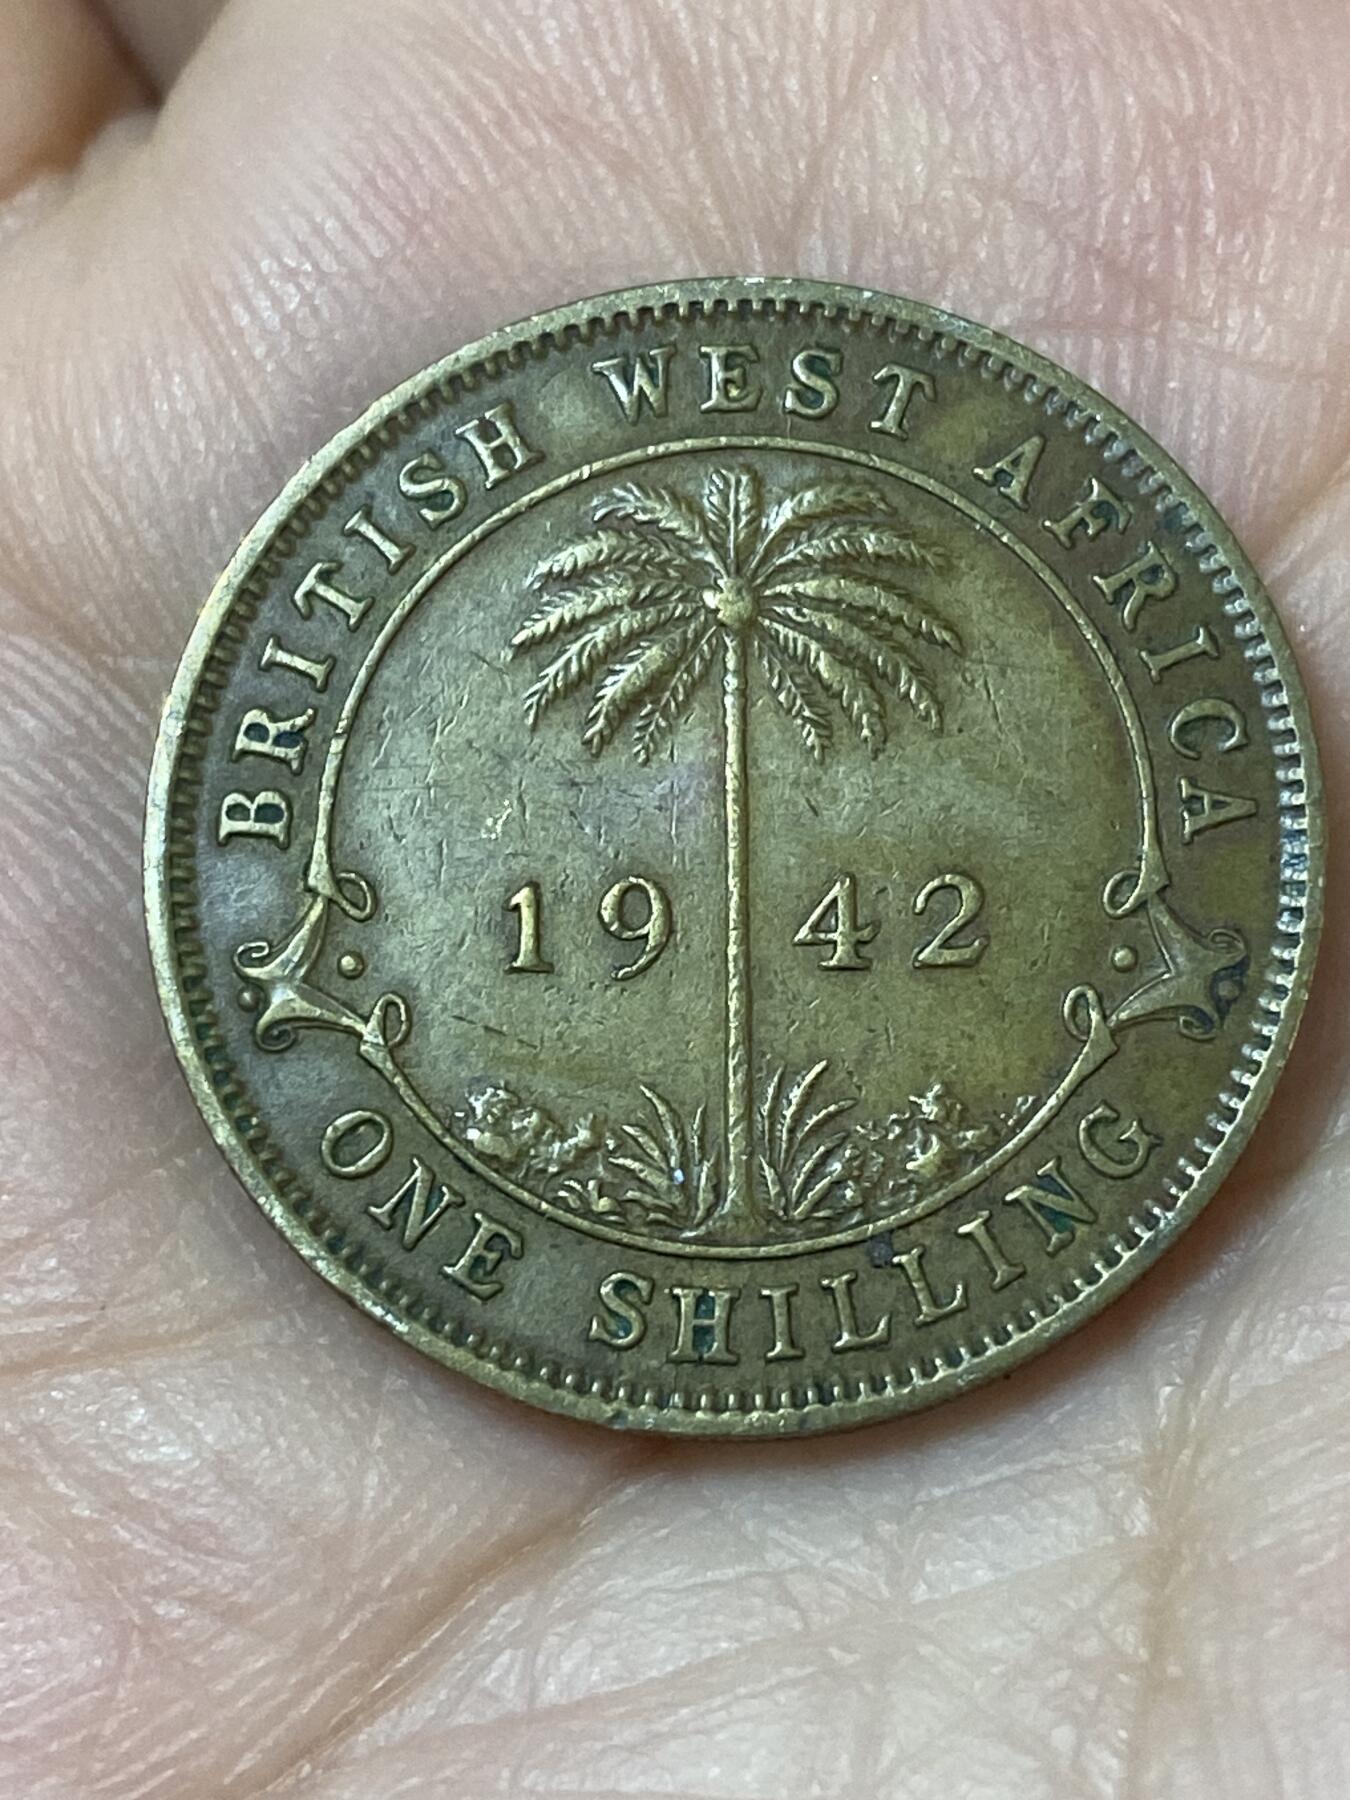 BRITISH WEST AFRICA
1942
ONE SHILLING